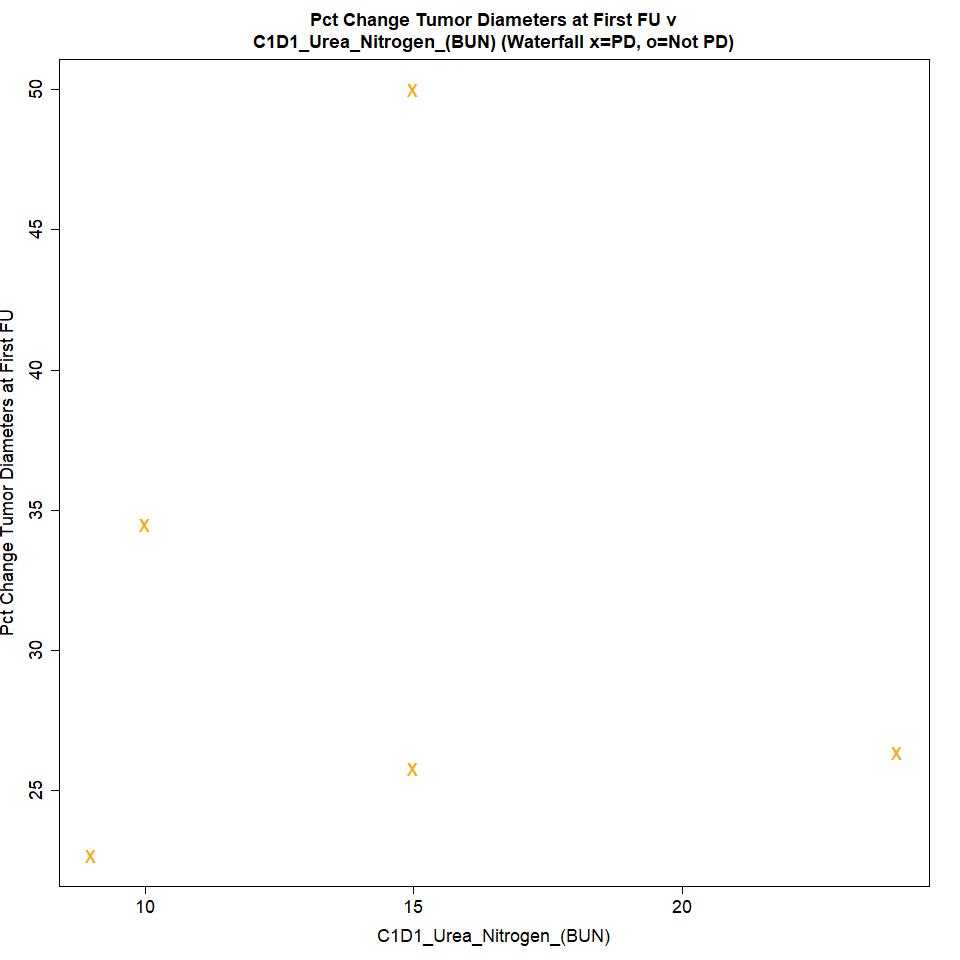 Pct Change Tumor Diameters at First FU v
C1D1_Urea_Nitrogen_(BUN) (Waterfall x=PD, o=Not PD)
Pct Change Tumor Diameters at First FU
50
45
40
35
30
25
X
X
X
X
X
10
15
20
C1D1_Urea_Nitrogen_(BUN)